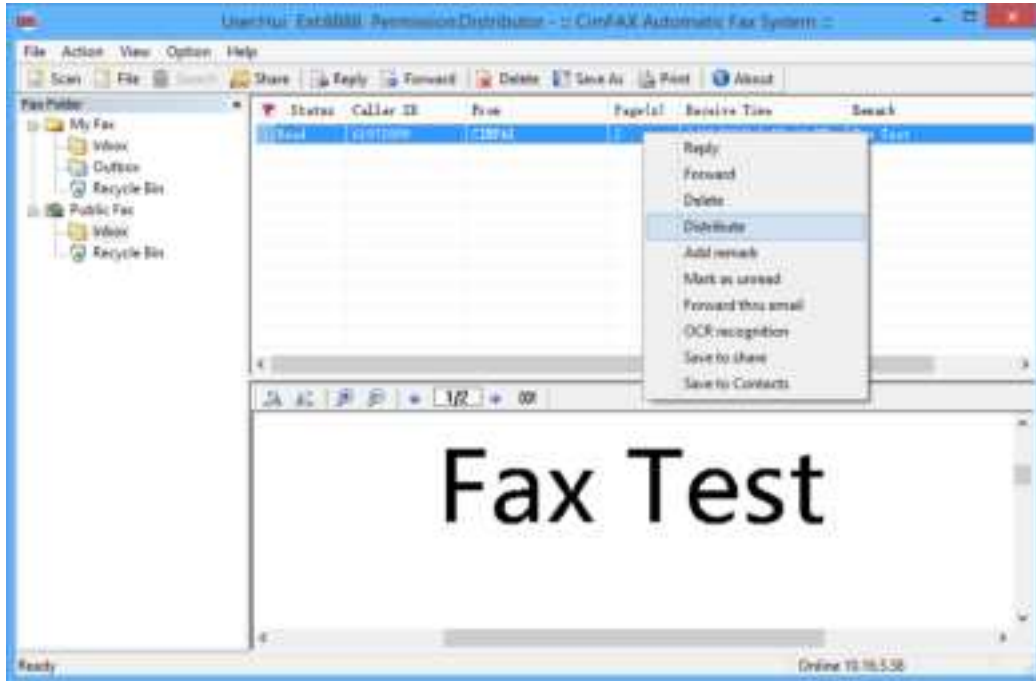 User:Hui Ext:8888 Permission:Distributor - :: CimFAX Automatic Fax System ::
File Action View Option Help
Scan File Search Share Reply Forward Delete Save As Print About
Fax Folder
My Fax
Inbox
Outbox
Recycle Bin
Public Fax
Inbox
Recycle Bin
Status Caller ID From Page(s) Receive Time Remark
Read CIMFAX 2 Fax Test
Reply
Forward
Delete
Distribute
Add remark
Mark as unread
Forward thru email
OCR recognition
Save to share
Save to Contacts
1/2
Fax Test
Ready
Online